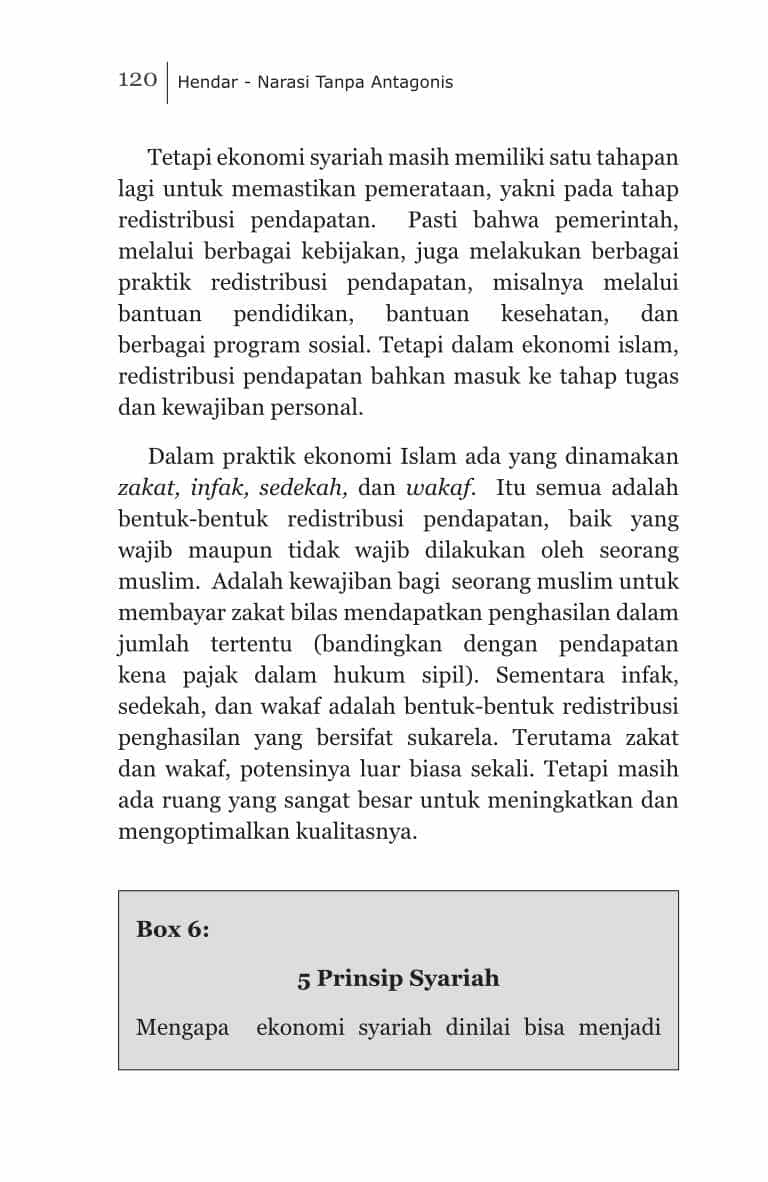 120 Hendar - Narasi Tanpa Antagonis
Tetapi ekonomi syariah masih memiliki satu tahapan
lagi untuk memastikan pemerataan, yakni pada tahap
redistribusi pendapatan. Pasti bahwa pemerintah,
melalui berbagai kebijakan, juga melakukan berbagai
praktik redistribusi pendapatan, misalnya melalui
bantuan pendidikan, bantuan kesehatan, dan
berbagai program sosial. Tetapi dalam ekonomi islam,
redistribusi pendapatan bahkan masuk ke tahap tugas
dan kewajiban personal.
Dalam praktik ekonomi Islam ada yang dinamakan
zakat, infak, sedekah, dan wakaf. Itu semua adalah
bentuk-bentuk redistribusi pendapatan, baik yang
wajib maupun tidak wajib dilakukan oleh seorang
muslim. Adalah kewajiban bagi seorang muslim untuk
membayar zakat bilas mendapatkan penghasilan dalam
jumlah tertentu (bandingkan dengan pendapatan
kena pajak dalam hukum sipil). Sementara infak,
sedekah, dan wakaf adalah bentuk-bentuk redistribusi
penghasilan yang bersifat sukarela. Terutama zakat
dan wakaf, potensinya luar biasa sekali. Tetapi masih
ada ruang yang sangat besar untuk meningkatkan dan
mengoptimalkan kualitasnya.
Box 6:
5 Prinsip Syariah
Mengapa ekonomi syariah dinilai bisa menjadi